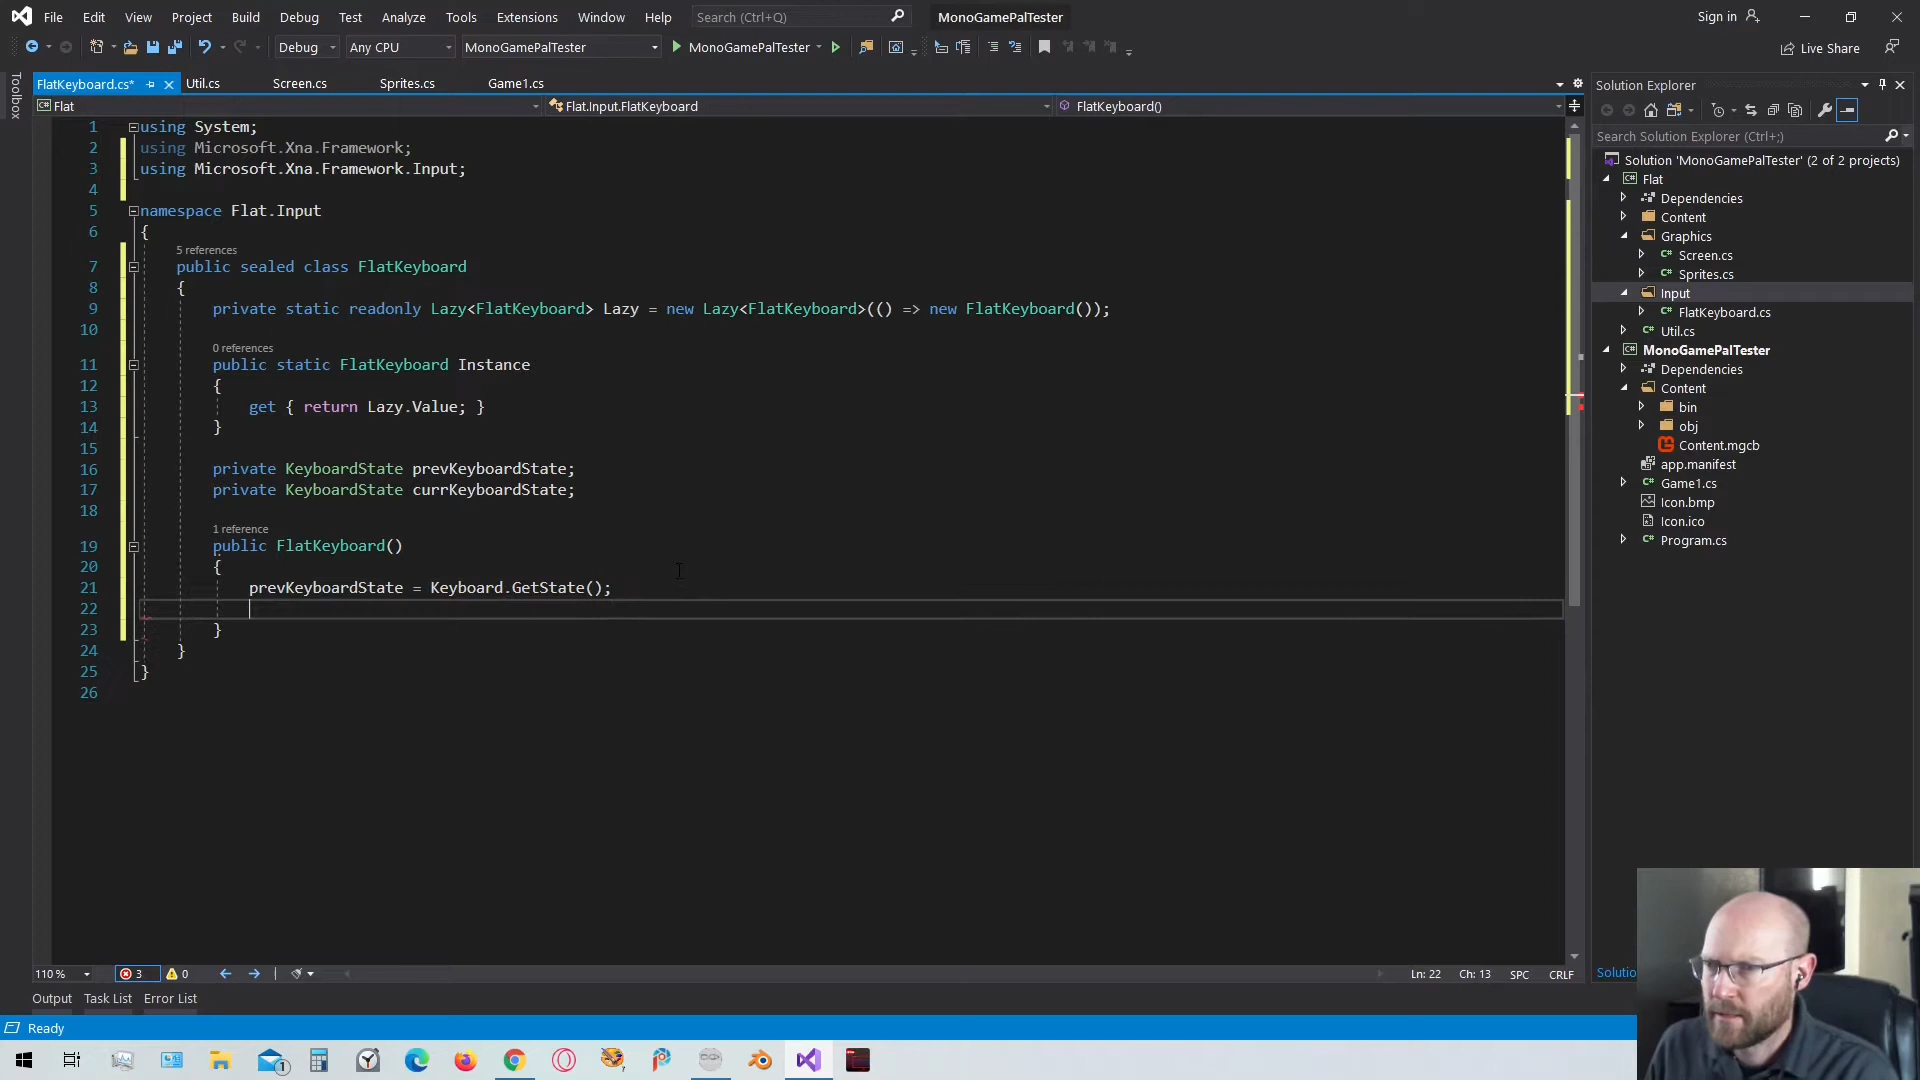 File Edit View Project Build Debug Test Analyze Tools Extensions Window Help Search (Ctrl+Q) MonoGamePalTester Sign in
Debug Any CPU MonoGamePalTester MonoGamePalTester Live Share
Toolbox
FlatKeyboard.cs* Util.cs Screen.cs Sprites.cs Game1.cs
Flat Flat.Input.FlatKeyboard FlatKeyboard()
1 using System;
2 using Microsoft.Xna.Framework;
3 using Microsoft.Xna.Framework.Input;
4
5 namespace Flat.Input
6 {
5 references
7 public sealed class FlatKeyboard
8 {
9 private static readonly Lazy<FlatKeyboard> Lazy = new Lazy<FlatKeyboard>(() => new FlatKeyboard());
10
0 references
11 public static FlatKeyboard Instance
12 {
13 get { return Lazy.Value; }
14 }
15
16 private KeyboardState prevKeyboardState;
17 private KeyboardState currKeyboardState;
18
1 reference
19 public FlatKeyboard()
20 {
21 prevKeyboardState = Keyboard.GetState();
22
23 }
24 }
25 }
26
110 % 3 0 Ln: 22 Ch: 13 SPC CRLF
Output Task List Error List
Ready
Solution Explorer
Search Solution Explorer (Ctrl+;)
Solution 'MonoGamePalTester' (2 of 2 projects)
Flat
Dependencies
Content
Graphics
Screen.cs
Sprites.cs
Input
FlatKeyboard.cs
Util.cs
MonoGamePalTester
Dependencies
Content
bin
obj
Content.mgcb
app.manifest
Game1.cs
Icon.bmp
Icon.ico
Program.cs
Solutio